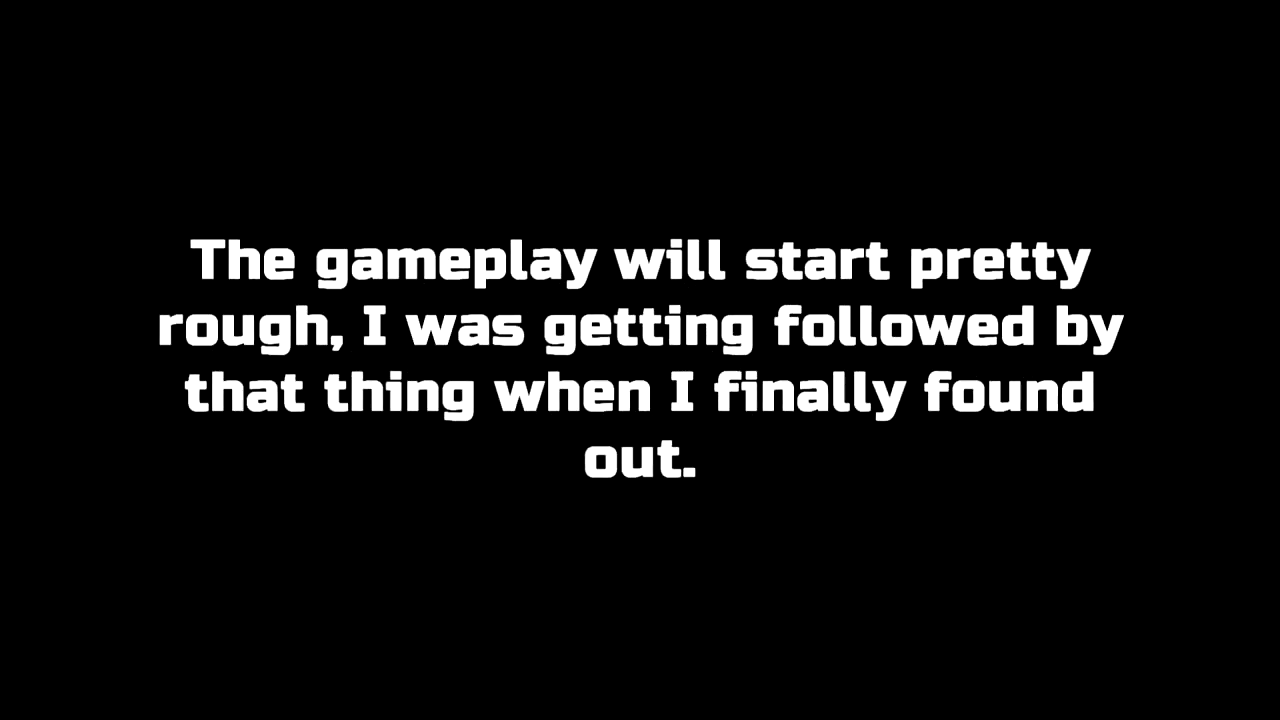 The gameplay will start pretty
rough, I was getting followed by
that thing when I finally found
out.